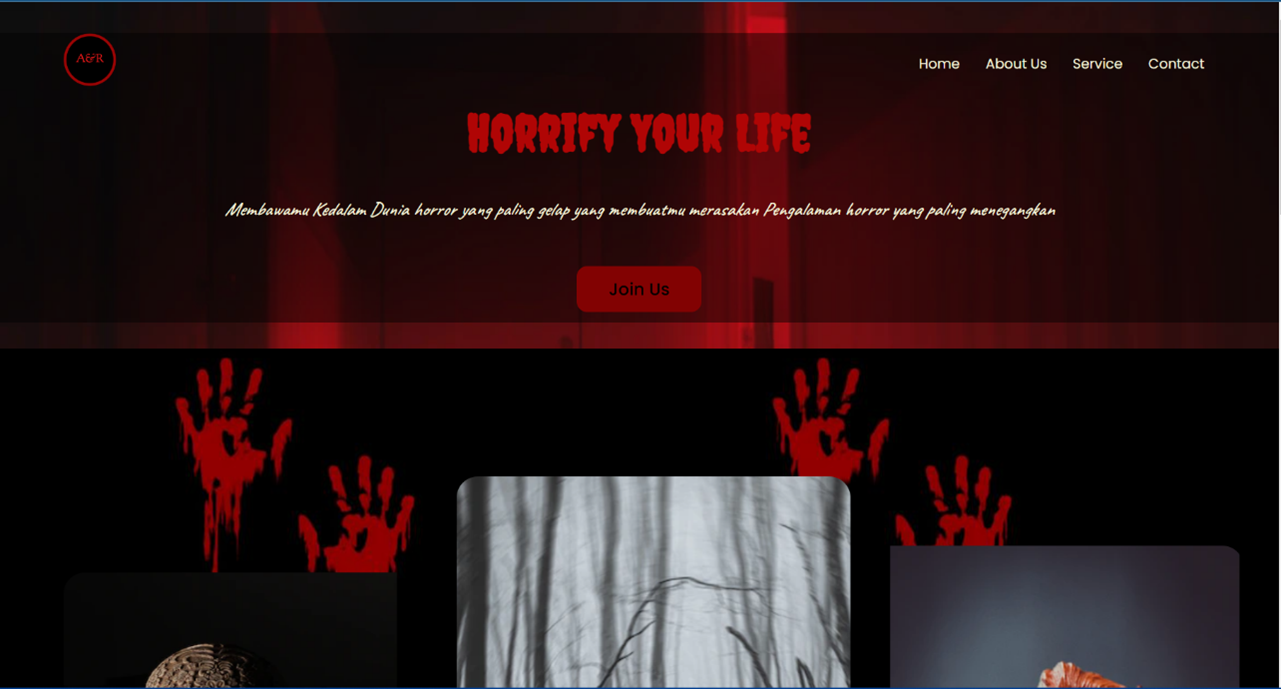 A&R
Home About Us Service Contact
HORRIFY YOUR LIFE
Membawamu Kedalam Dunia horror yang paling gelap yang membuatmu merasakan Pengalaman horror yang paling menegangkan
Join Us